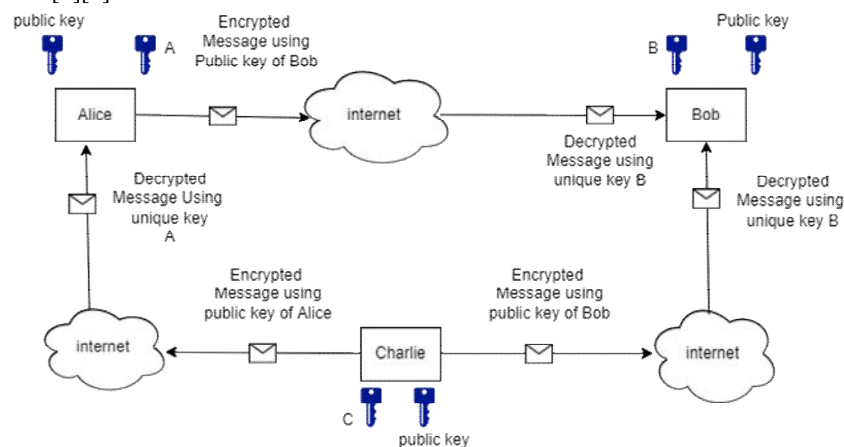 public key
A
Encrypted
Message using
Public key of Bob
B
Public key
Alice
internet
Bob
Decrypted
Message using
unique key B
Decrypted
Message Using
unique key
A
Decrypted
Message using
unique key B
Encrypted
Message using
public key of Alice
Encrypted
Message using
public key of Bob
internet
Charlie
internet
C
public key